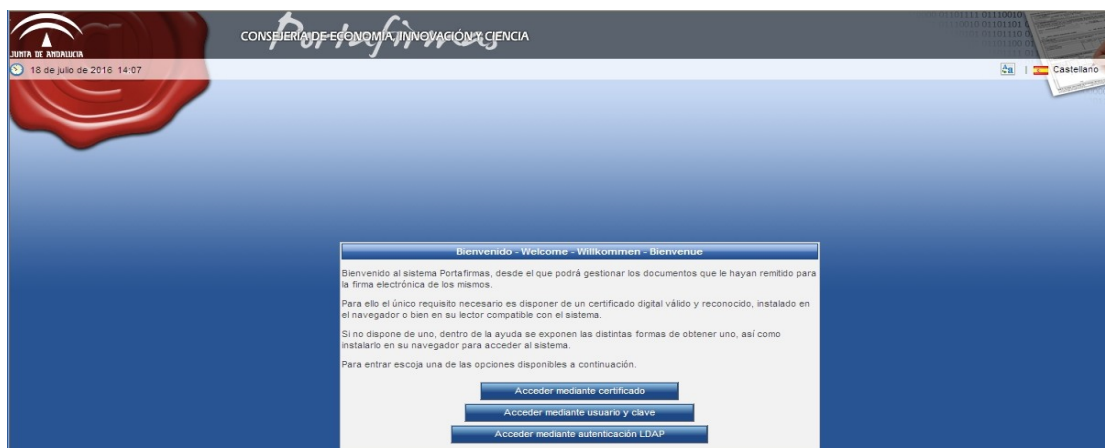 CONSEJERÍA DE ECONOMÍA, INNOVACIÓN Y CIENCIA
Portafirmas
JUNTA DE ANDALUCIA
18 de julio de 2016 14:07
Castellano
Bienvenido - Welcome - Willkommen - Bienvenue
Bienvenido al sistema Portafirmas, desde el que podrá gestionar los documentos que le hayan remitido para
la firma electrónica de los mismos.
Para ello el único requisito necesario es disponer de un certificado digital válido y reconocido, instalado en
el navegador o bien en su lector compatible con el sistema.
Si no dispone de uno, dentro de la ayuda se exponen las distintas formas de obtener uno, así como
instalarlo en su navegador para acceder al sistema.
Para entrar escoja una de las opciones disponibles a continuación.
Acceder mediante certificado
Acceder mediante usuario y clave
Acceder mediante autenticación LDAP